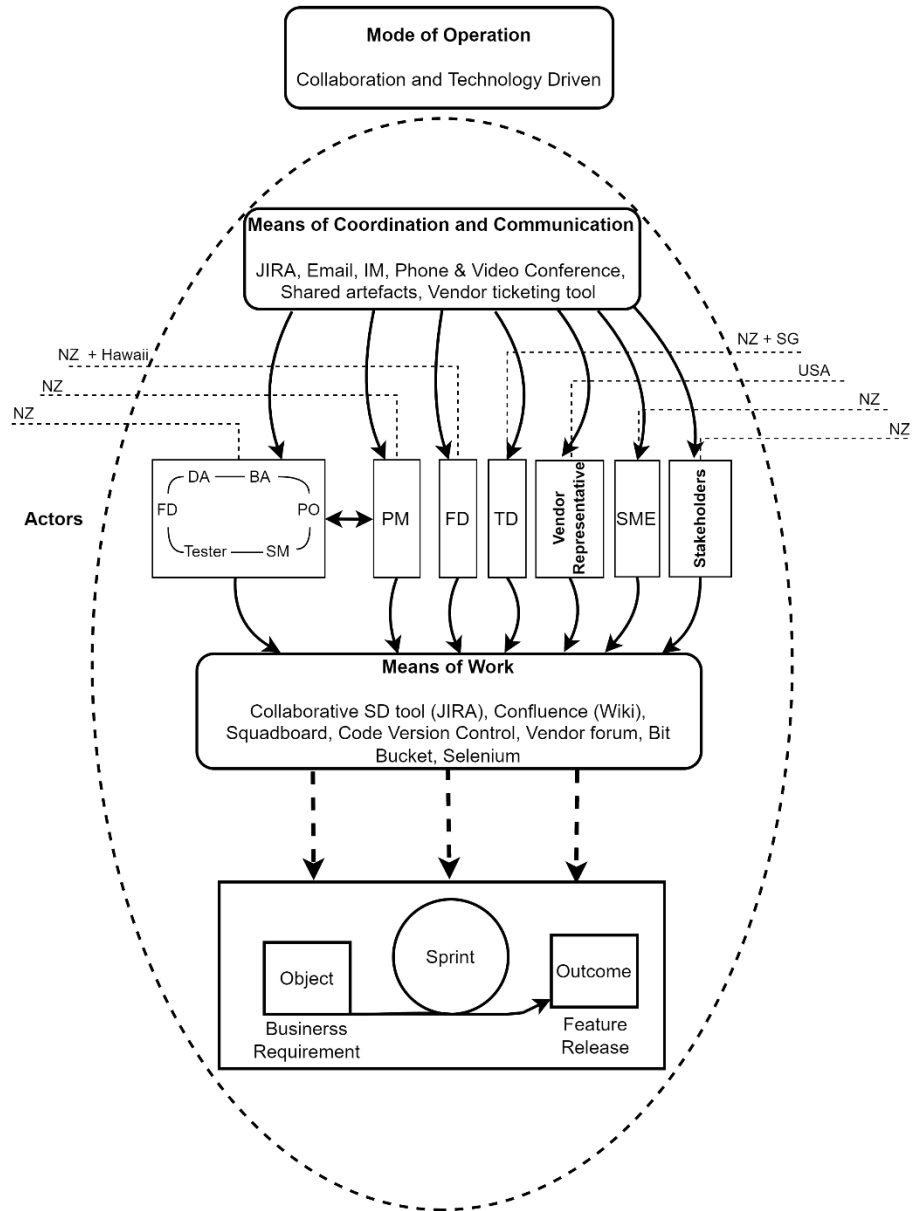 Mode of Operation
Collaboration and Technology Driven
Means of Coordination and Communication
JIRA, Email, IM, Phone & Video Conference,
Shared artefacts, Vendor ticketing tool
NZ + Hawaii
NZ
NZ
NZ + SG
USA
NZ
NZ
Actors
DA
BA
FD
PO
Tester
SM
PM
FD
TD
Vendor
Representative
SME
Stakeholders
Means of Work
Collaborative SD tool (JIRA), Confluence (Wiki),
Squadboard, Code Version Control, Vendor forum, Bit
Bucket, Selenium
Object
Sprint
Outcome
Businerss
Requirement
Feature
Release